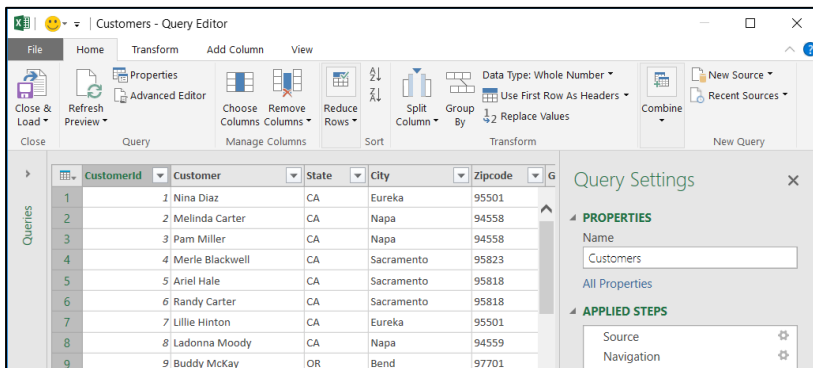 Customers - Query Editor
File Home Transform Add Column View
Close & Load
Refresh Preview
Properties
Advanced Editor
Choose Columns
Remove Columns
Reduce Rows
Split Column
Group By
Data Type: Whole Number
Use First Row As Headers
1 2 Replace Values
Combine
New Source
Recent Sources
Close Query Manage Columns Sort Transform New Query
Queries
CustomerId Customer State City Zipcode G
1 1 Nina Diaz CA Eureka 95501
2 2 Melinda Carter CA Napa 94558
3 3 Pam Miller CA Napa 94558
4 4 Merle Blackwell CA Sacramento 95823
5 5 Ariel Hale CA Sacramento 95818
6 6 Randy Carter CA Sacramento 95818
7 7 Lillie Hinton CA Eureka 95501
8 8 Ladonna Moody CA Napa 94559
9 9 Buddy McKay OR Bend 97701
Query Settings
PROPERTIES
Name
Customers
All Properties
APPLIED STEPS
Source
Navigation